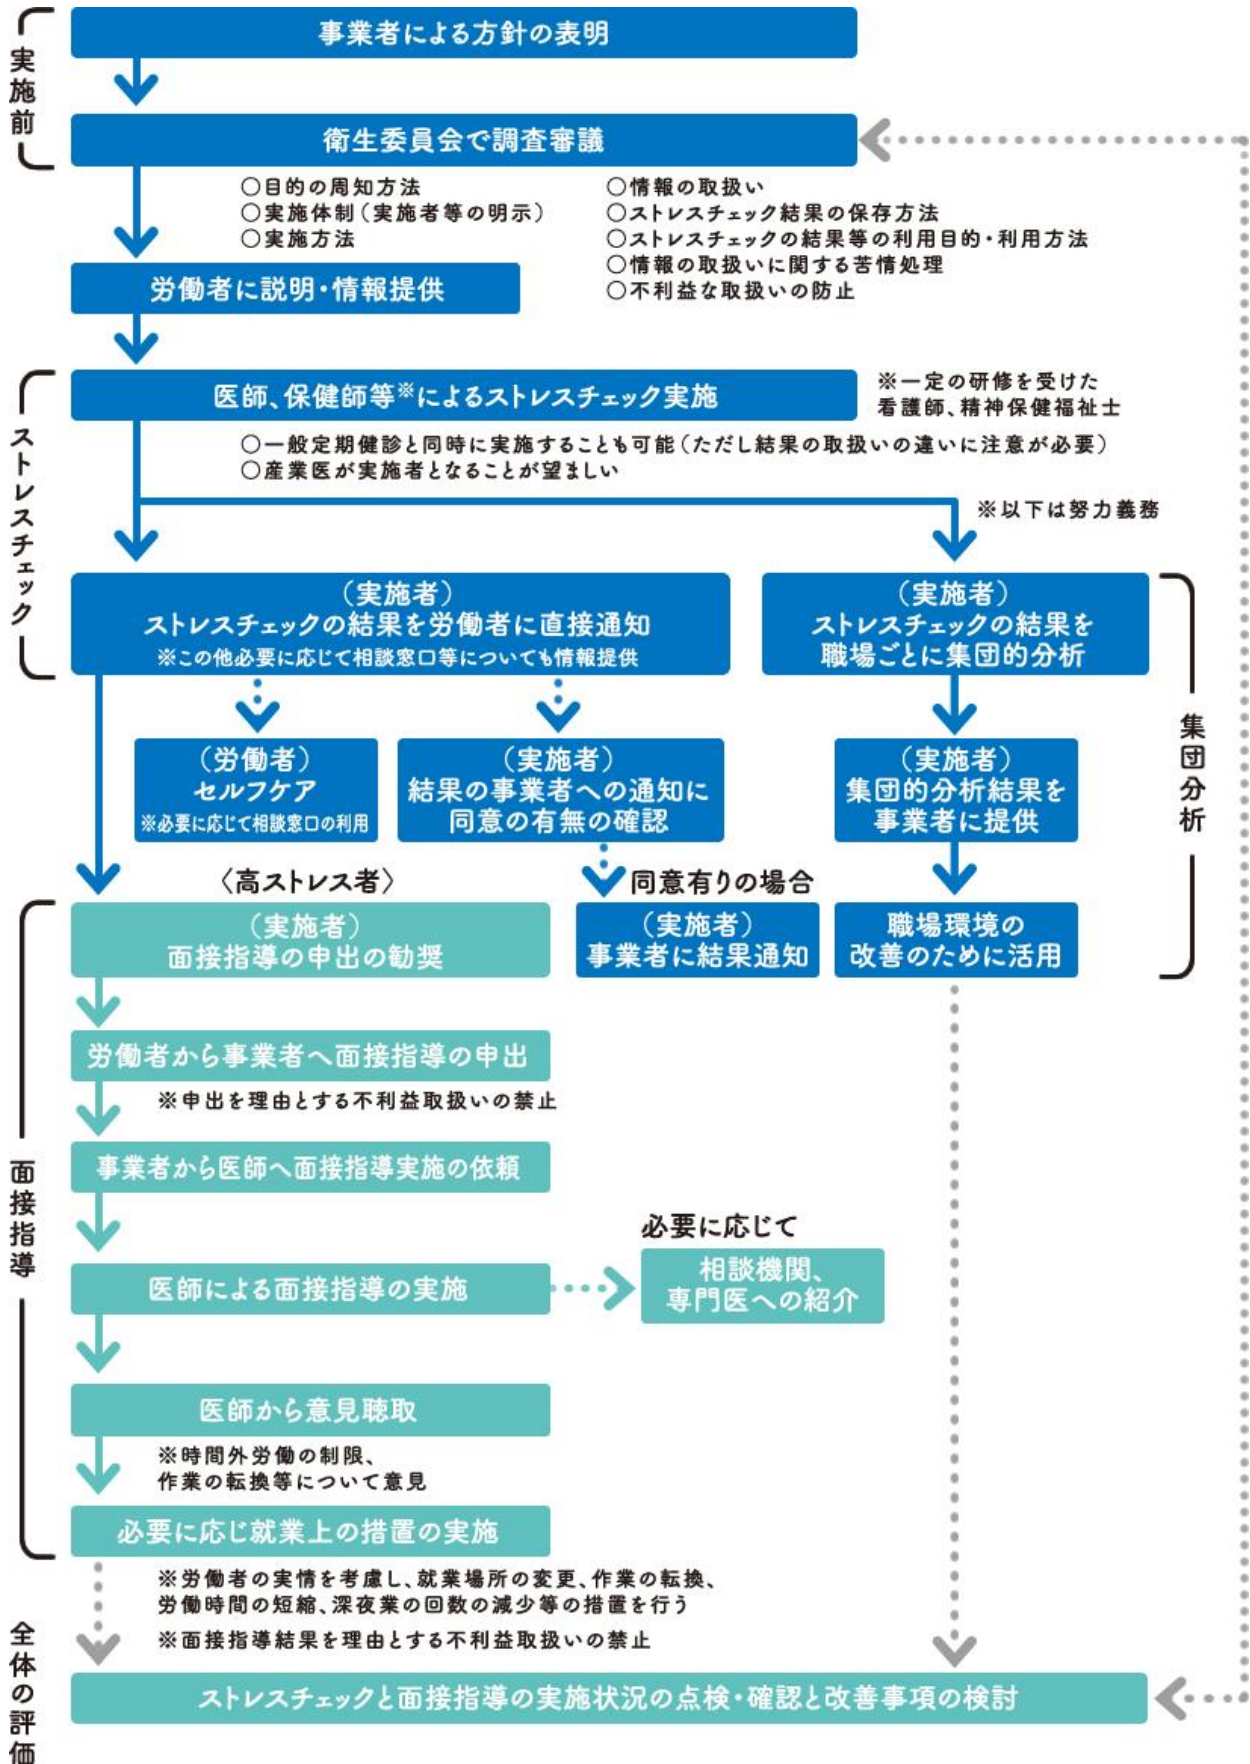 実施前
事業者による方針の表明
衛生委員会で調査審議
○目的の周知方法
○実施体制（実施者等の明示）
○実施方法
○情報の取扱い
○ストレスチェック結果の保存方法
○ストレスチェックの結果等の利用目的・利用方法
○情報の取扱いに関する苦情処理
○不利益な取扱いの防止
労働者に説明・情報提供
ストレスチェック
医師、保健師等※によるストレスチェック実施
※一定の研修を受けた
看護師、精神保健福祉士
○一般定期健診と同時に実施することも可能（ただし結果の取扱いの違いに注意が必要）
○産業医が実施者となることが望ましい
※以下は努力義務
（実施者）
ストレスチェックの結果を労働者に直接通知
※この他必要に応じて相談窓口等についても情報提供
（実施者）
ストレスチェックの結果を
職場ごとに集団的分析
集団分析
（労働者）
セルフケア
※必要に応じて相談窓口の利用
（実施者）
結果の事業者への通知に
同意の有無の確認
（実施者）
集団的分析結果を
事業者に提供
〈高ストレス者〉
同意有りの場合
面接指導
（実施者）
面接指導の申出の勧奨
（実施者）
事業者に結果通知
職場環境の
改善のために活用
労働者から事業者へ面接指導の申出
※申出を理由とする不利益取扱いの禁止
事業者から医師へ面接指導実施の依頼
医師による面接指導の実施
必要に応じて
相談機関、
専門医への紹介
医師から意見聴取
※時間外労働の制限、
作業の転換等について意見
必要に応じ就業上の措置の実施
※労働者の実情を考慮し、就業場所の変更、作業の転換、
労働時間の短縮、深夜業の回数の減少等の措置を行う
※面接指導結果を理由とする不利益取扱いの禁止
全体の評価
ストレスチェックと面接指導の実施状況の点検・確認と改善事項の検討